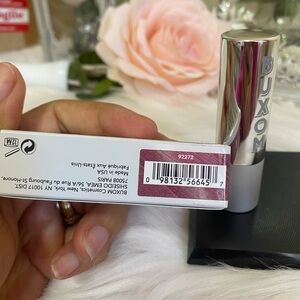 BUXOM
92272
0 98132 56645 7
12M
BUXOM Cosmetics, New York, NY 10017 DIST.
SHISEIDO EMEA, 56/A Rue du Faubourg St-Honoré,
75008 PARIS
Made in USA
Fabriqué Aux États-Unis